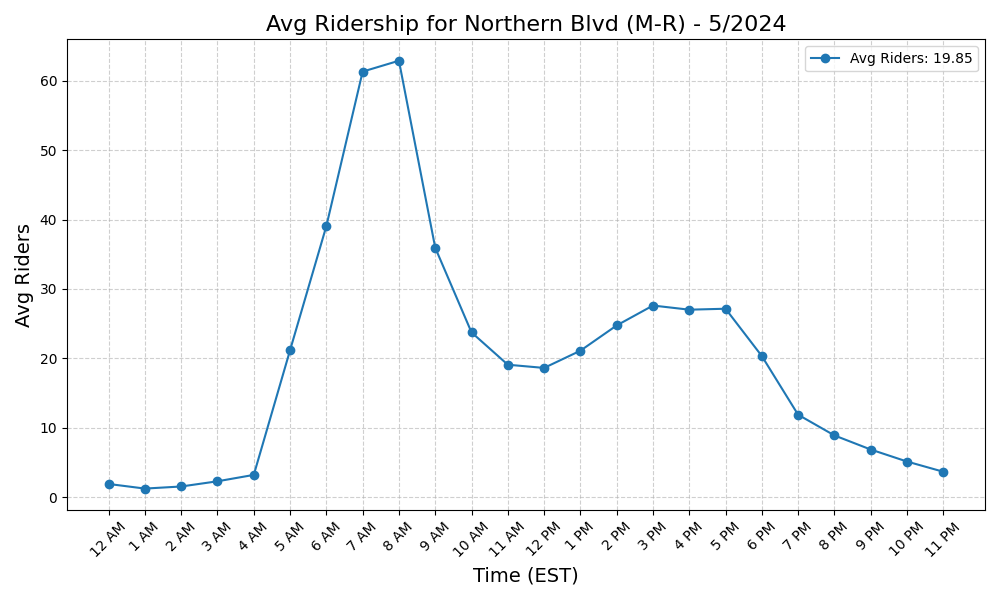 Avg Ridership for Northern Blvd (M-R) - 5/2024
Avg Riders: 19.85
60
50
40
30
20
10
0
Avg Riders
12 AM
1 AM
2 AM
3 AM
4 AM
5 AM
6 AM
7 AM
8 AM
9 AM
10 AM
11 AM
12 PM
1 PM
2 PM
3 PM
4 PM
5 PM
6 PM
7 PM
8 PM
9 PM
10 PM
11 PM
Time (EST)